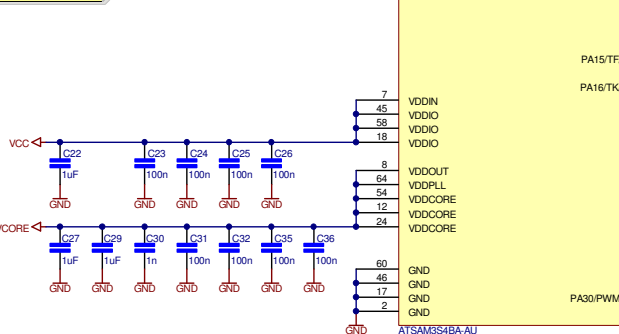 PA15/TF
PA16/TK
7 VDDIN
45 VDDIO
58 VDDIO
18 VDDIO
VCC
C22 C23 C24 C25 C26
1uF 100n 100n 100n 100n
GND GND GND GND GND
8 VDDOUT
64 VDDPLL
54 VDDCORE
12 VDDCORE
24 VDDCORE
VCORE
C27 C29 C30 C31 C32 C35 C36
1uF 1uF 1n 100n 100n 100n 100n
GND GND GND GND GND GND GND
60 GND
46 GND
17 GND
2 GND
PA30/PWM
GND
ATSAM3S4BA-AU